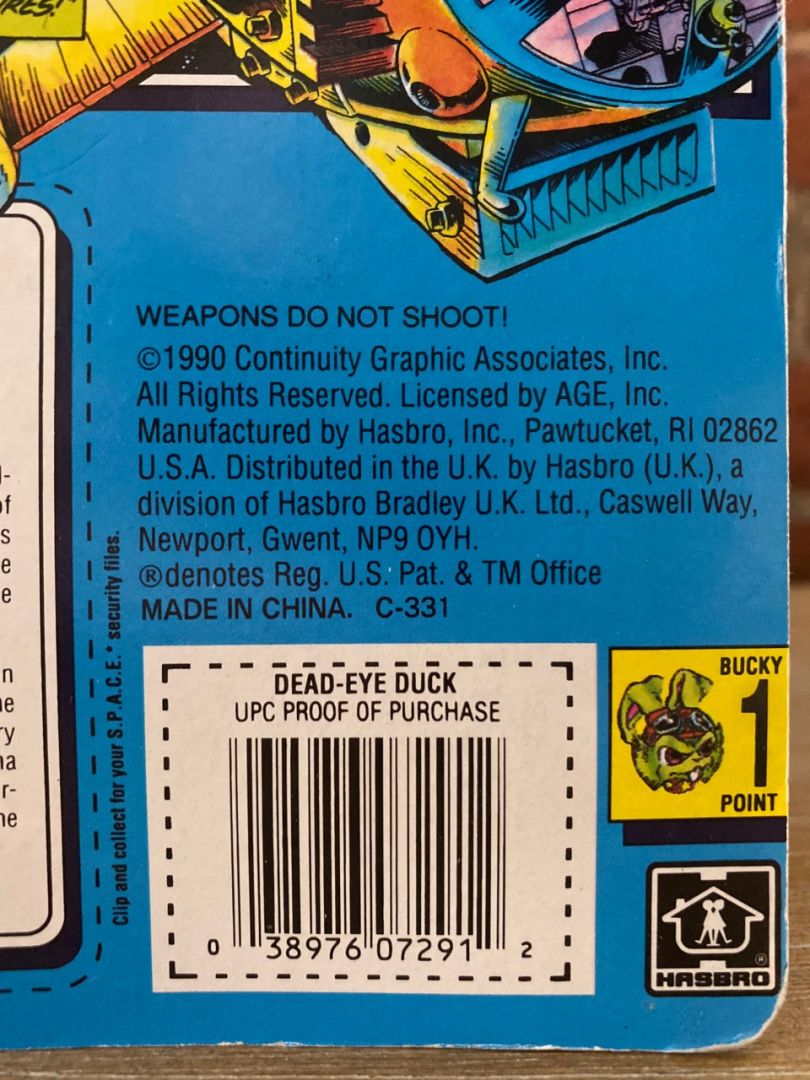 RES!
WEAPONS DO NOT SHOOT!
©1990 Continuity Graphic Associates, Inc.
All Rights Reserved. Licensed by AGE, Inc.
Manufactured by Hasbro, Inc., Pawtucket, RI 02862
U.S.A. Distributed in the U.K. by Hasbro (U.K.), a
division of Hasbro Bradley U.K. Ltd., Caswell Way,
Newport, Gwent, NP9 OYH.
®denotes Reg. U.S. Pat. & TM Office
MADE IN CHINA. C-331
Clip and collect for your S.P.A.C.E.* security files.
DEAD-EYE DUCK
UPC PROOF OF PURCHASE
0 38976 07291 2
BUCKY
1
POINT
HASBRO ®